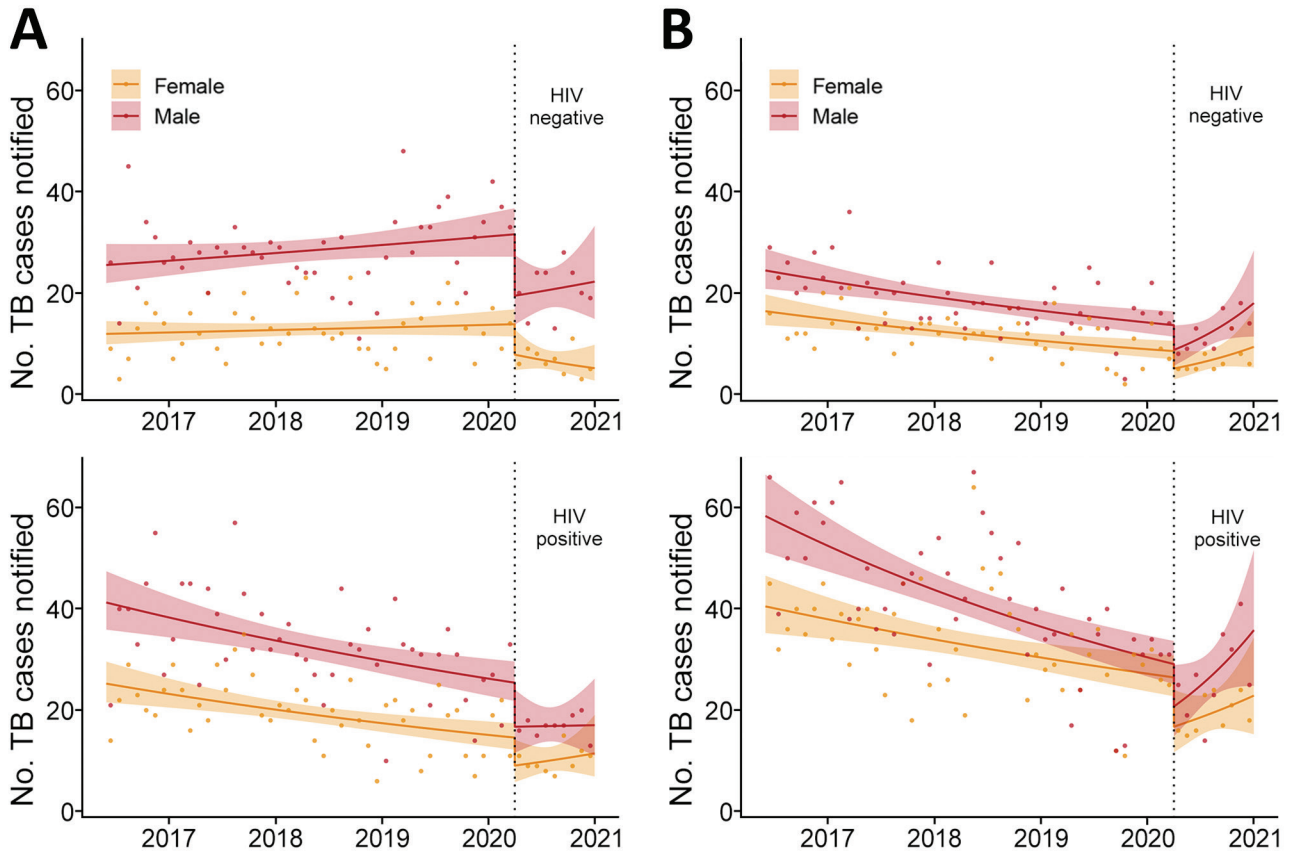 A
No. TB cases notified
60
40
20
0
Female
Male
HIV
negative
2017
2018
2019
2020
2021
B
No. TB cases notified
60
40
20
0
Female
Male
HIV
negative
2017
2018
2019
2020
2021
No. TB cases notified
60
40
20
0
HIV
positive
2017
2018
2019
2020
2021
No. TB cases notified
60
40
20
0
HIV
positive
2017
2018
2019
2020
2021